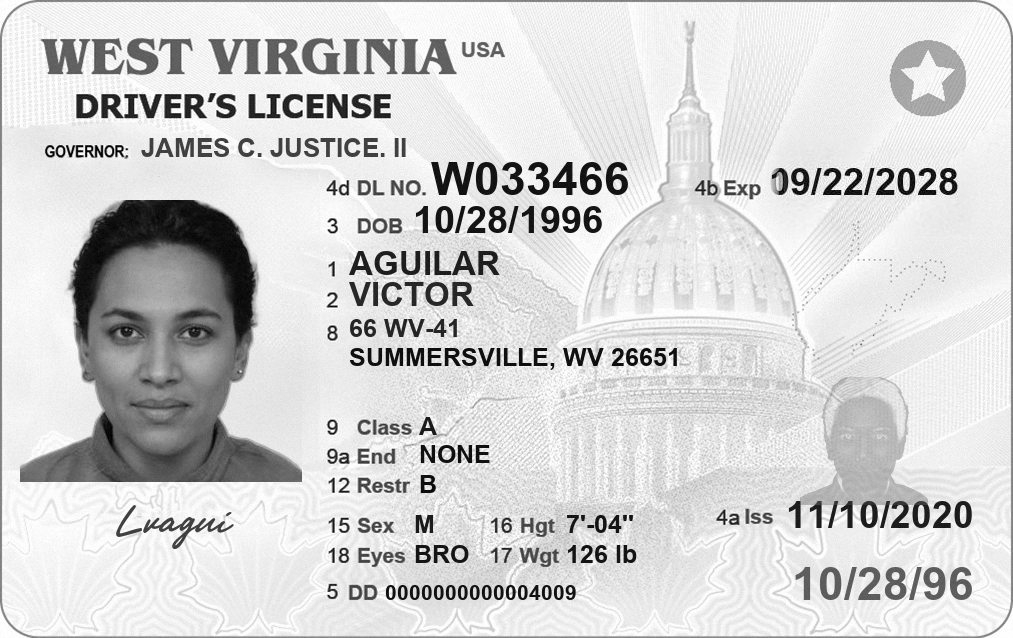 WEST VIRGINIA USA
DRIVER'S LICENSE
GOVERNOR: JAMES C. JUSTICE. II
4d DL NO. W033466
4b Exp 09/22/2028
3 DOB 10/28/1996
1 AGUILAR
2 VICTOR
8 66 WV-41
SUMMERSVILLE, WV 26651
9 Class A
9a End NONE
12 Restr B
15 Sex M 16 Hgt 7'-04"
18 Eyes BRO 17 Wgt 126 lb
5 DD 0000000000004009
4a Iss 11/10/2020
10/28/96